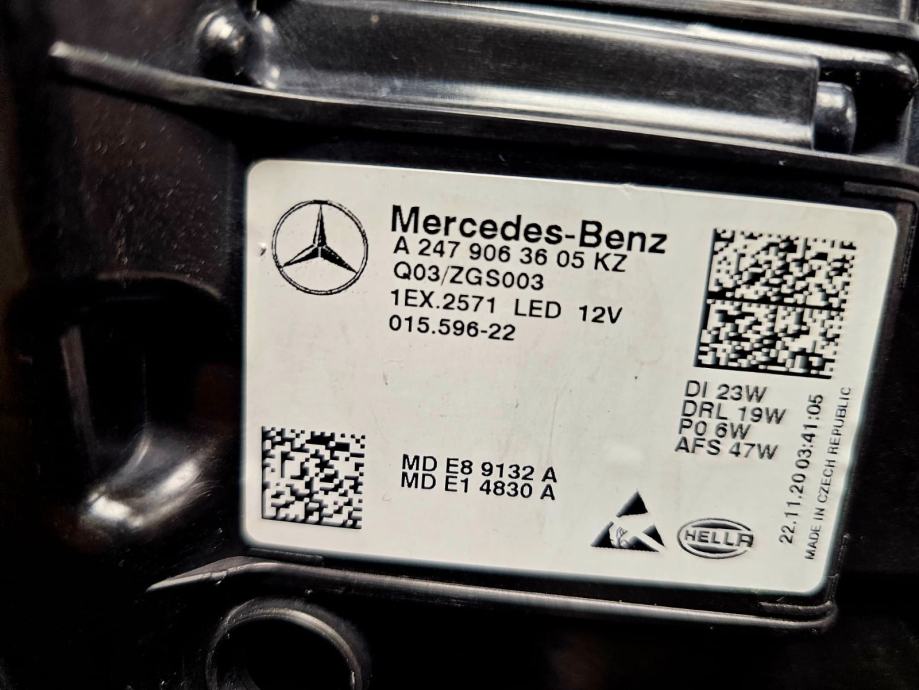 Mercedes-Benz
A 247 906 36 05 KZ
Q03/ZGS003
1EX.2571 LED 12V
015.596-22
DI 23W
DRL 19W
PO 6W
AFS 47W
MD E8 9132 A
MD E1 4830 A
HELLA
22.11.20 03:41:05
MADE IN CZECH REPUBLIC